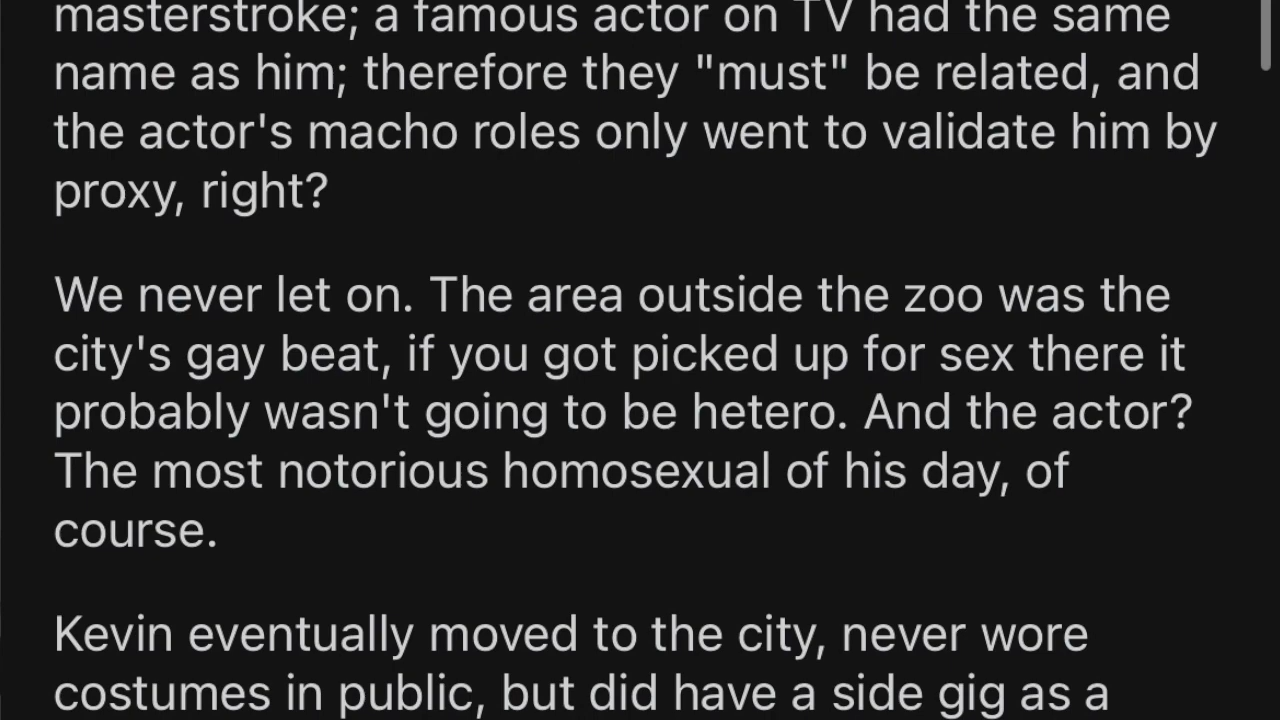 masterstroke; a famous actor on TV had the same
name as him; therefore they "must" be related, and
the actor's macho roles only went to validate him by
proxy, right?
We never let on. The area outside the zoo was the
city's gay beat, if you got picked up for sex there it
probably wasn't going to be hetero. And the actor?
The most notorious homosexual of his day, of
course.
Kevin eventually moved to the city, never wore
costumes in public, but did have a side gig as a